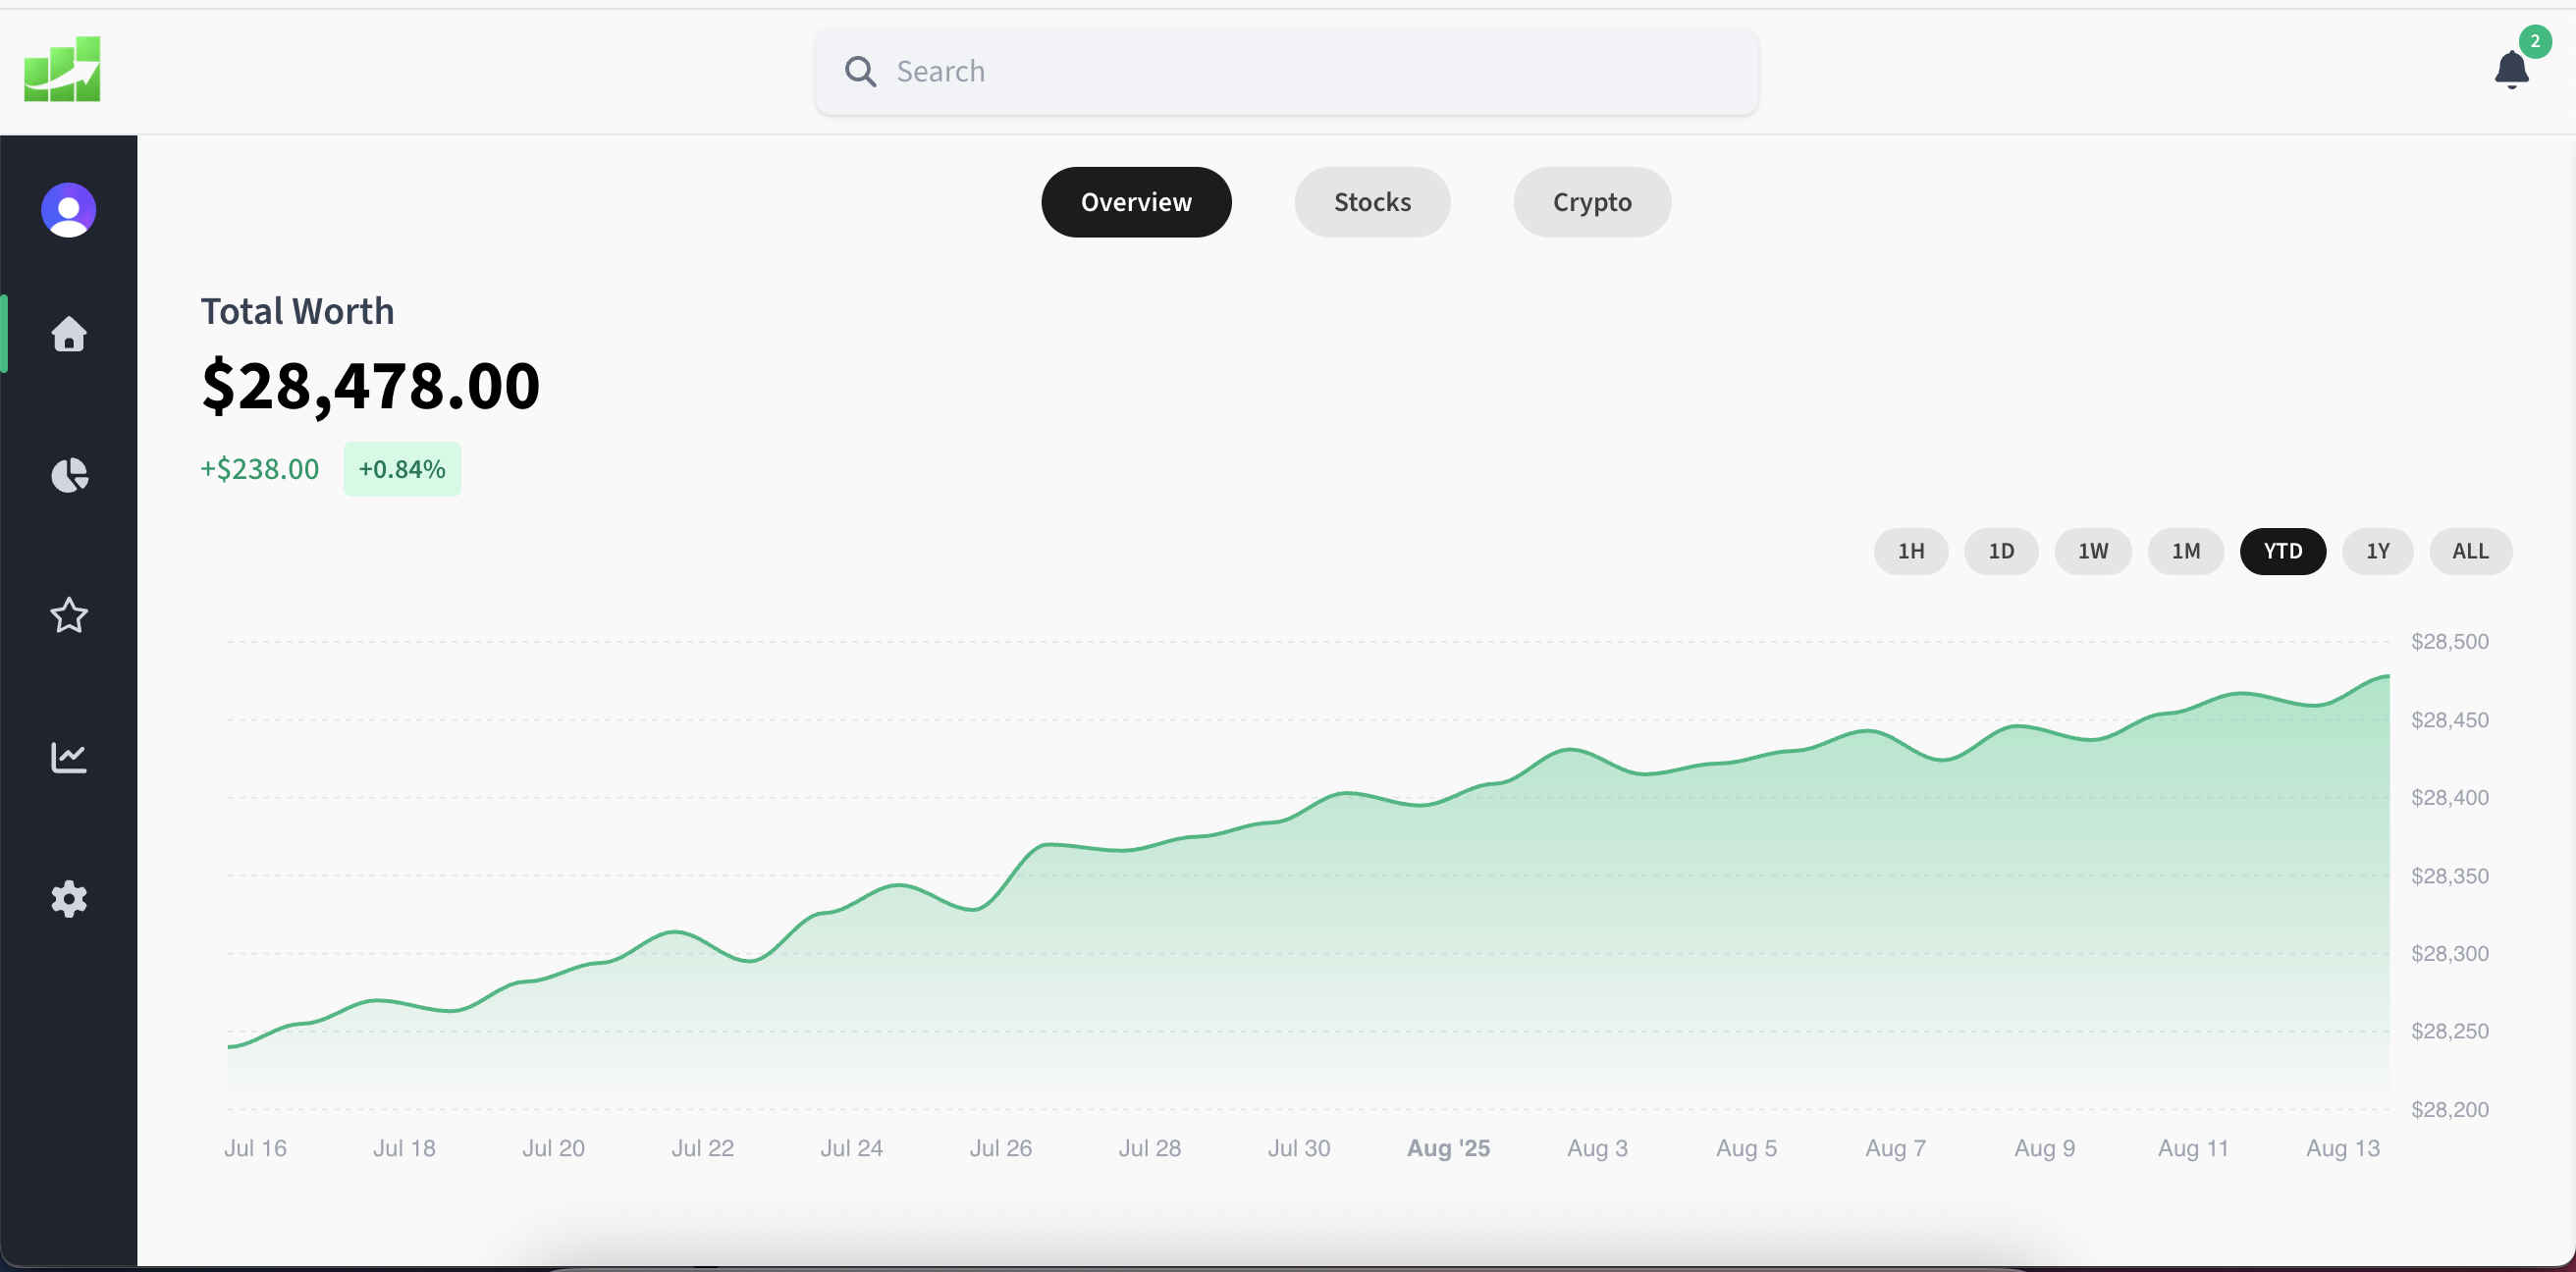 Search
2
Overview Stocks Crypto
Total Worth
$28,478.00
+$238.00 +0.84%
1H 1D 1W 1M YTD 1Y ALL
$28,500
$28,450
$28,400
$28,350
$28,300
$28,250
$28,200
Jul 16 Jul 18 Jul 20 Jul 22 Jul 24 Jul 26 Jul 28 Jul 30 Aug '25 Aug 3 Aug 5 Aug 7 Aug 9 Aug 11 Aug 13